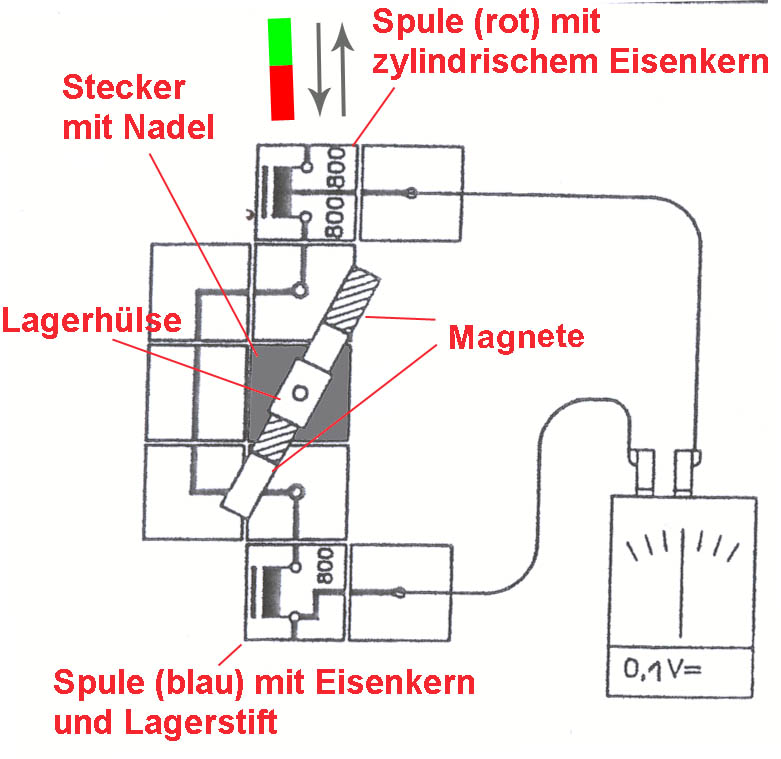 Spule (rot) mit
zylindrischem Eisenkern
Stecker
mit Nadel
800
800
Lagerhülse
Magnete
800
0,1V=
Spule (blau) mit Eisenkern
und Lagerstift